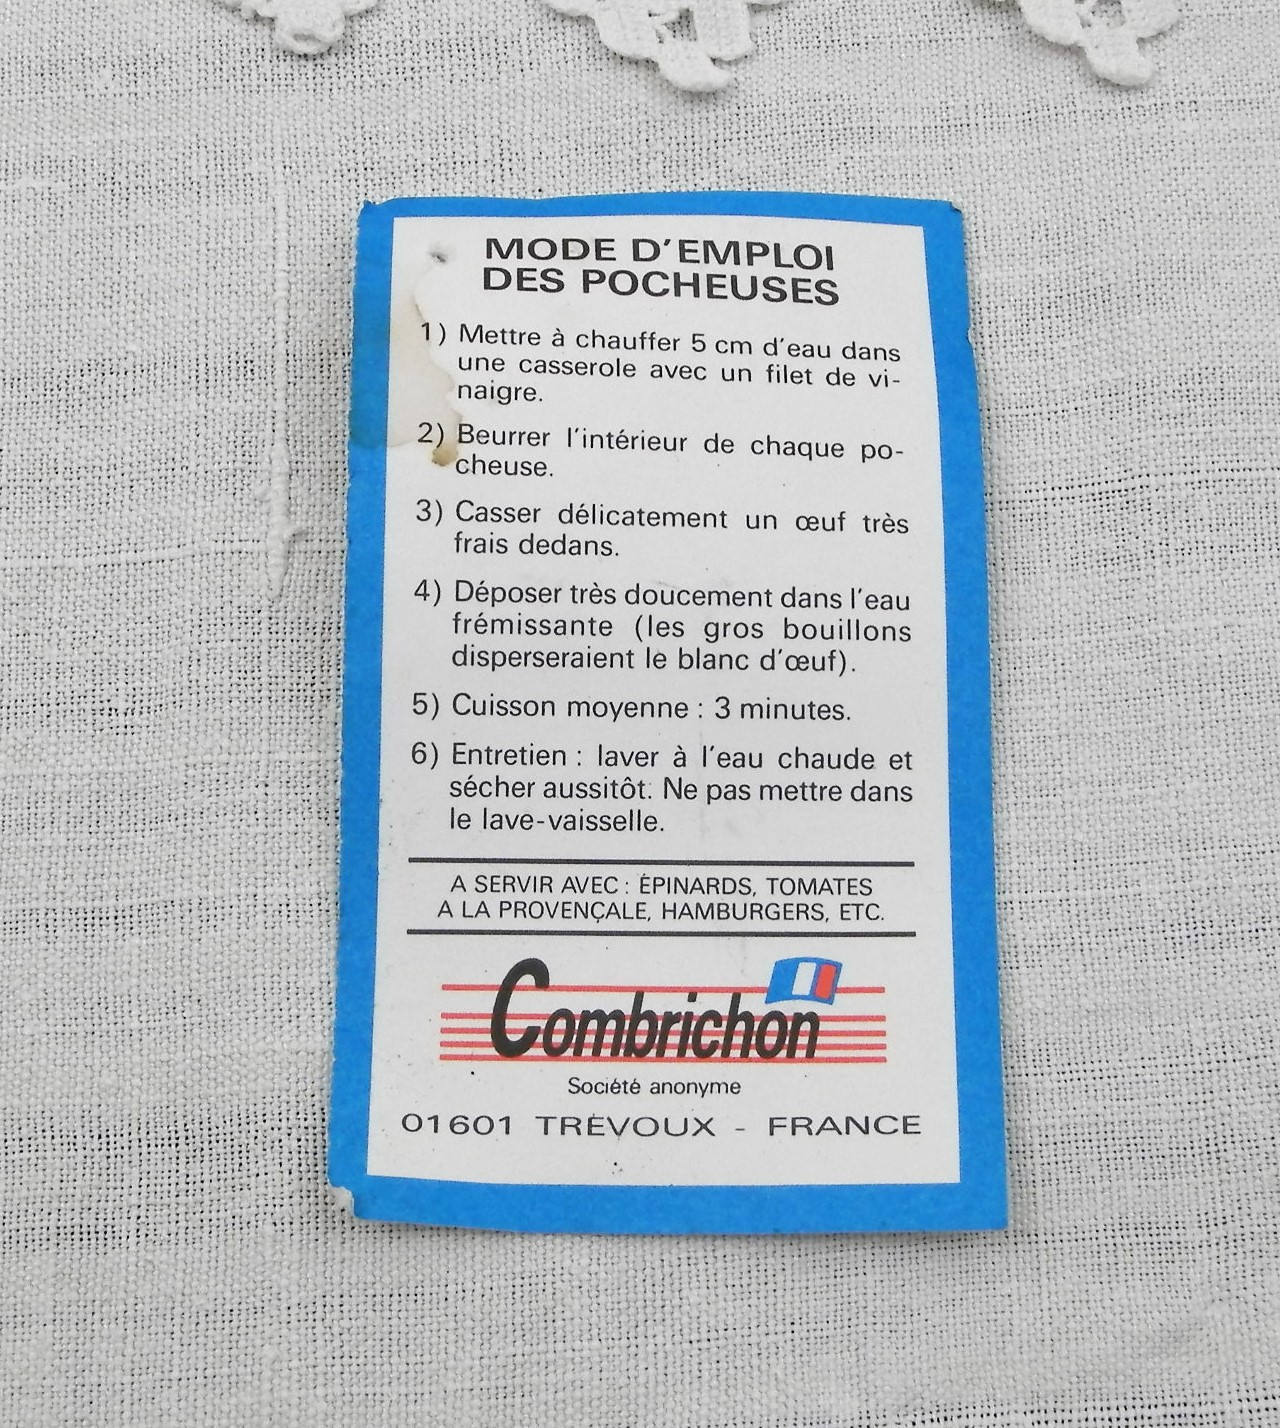 MODE D'EMPLOI
DES POCHEUSES
1) Mettre à chauffer 5 cm d'eau dans
une casserole avec un filet de vi-
naigre.
2) Beurrer l'intérieur de chaque po-
cheuse.
3) Casser délicatement un œuf très
frais dedans.
4) Déposer très doucement dans l'eau
frémissante (les gros bouillons
disperseraient le blanc d'œuf).
5) Cuisson moyenne : 3 minutes.
6) Entretien : laver à l'eau chaude et
sécher aussitôt. Ne pas mettre dans
le lave-vaisselle.
A SERVIR AVEC : ÉPINARDS, TOMATES
A LA PROVENÇALE, HAMBURGERS, ETC.
Combrichon
Société anonyme
01601 TRÉVOUX - FRANCE